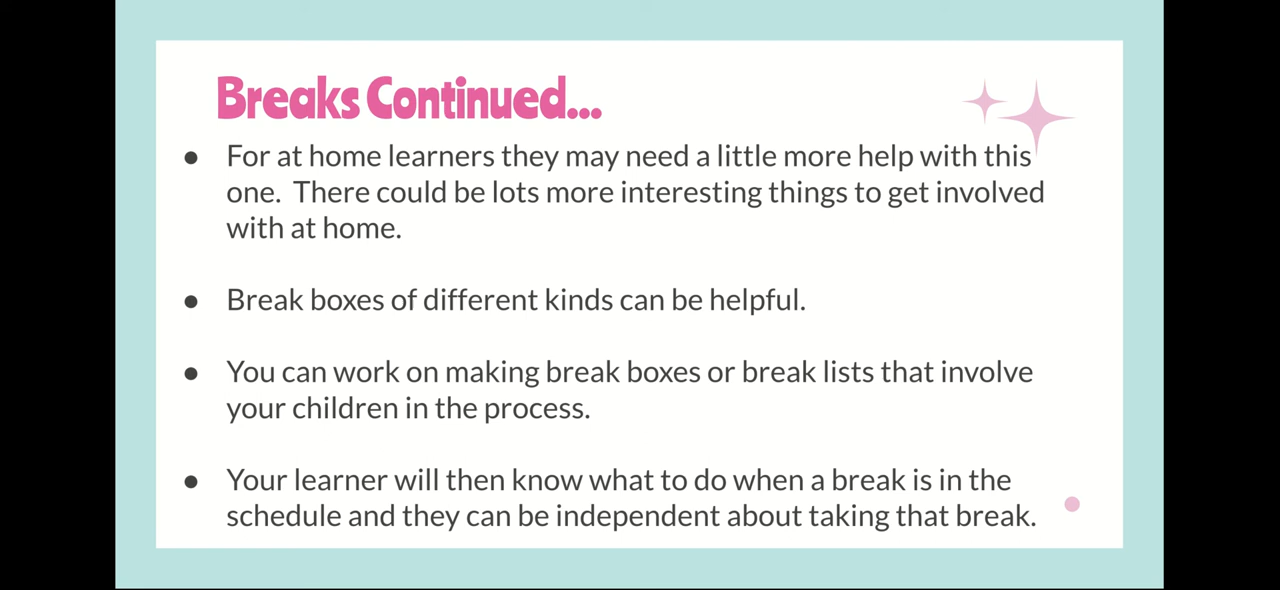 Breaks Continued...
● For at home learners they may need a little more help with this
one.  There could be lots more interesting things to get involved
with at home.
● Break boxes of different kinds can be helpful.
● You can work on making break boxes or break lists that involve
your children in the process.
● Your learner will then know what to do when a break is in the
schedule and they can be independent about taking that break.